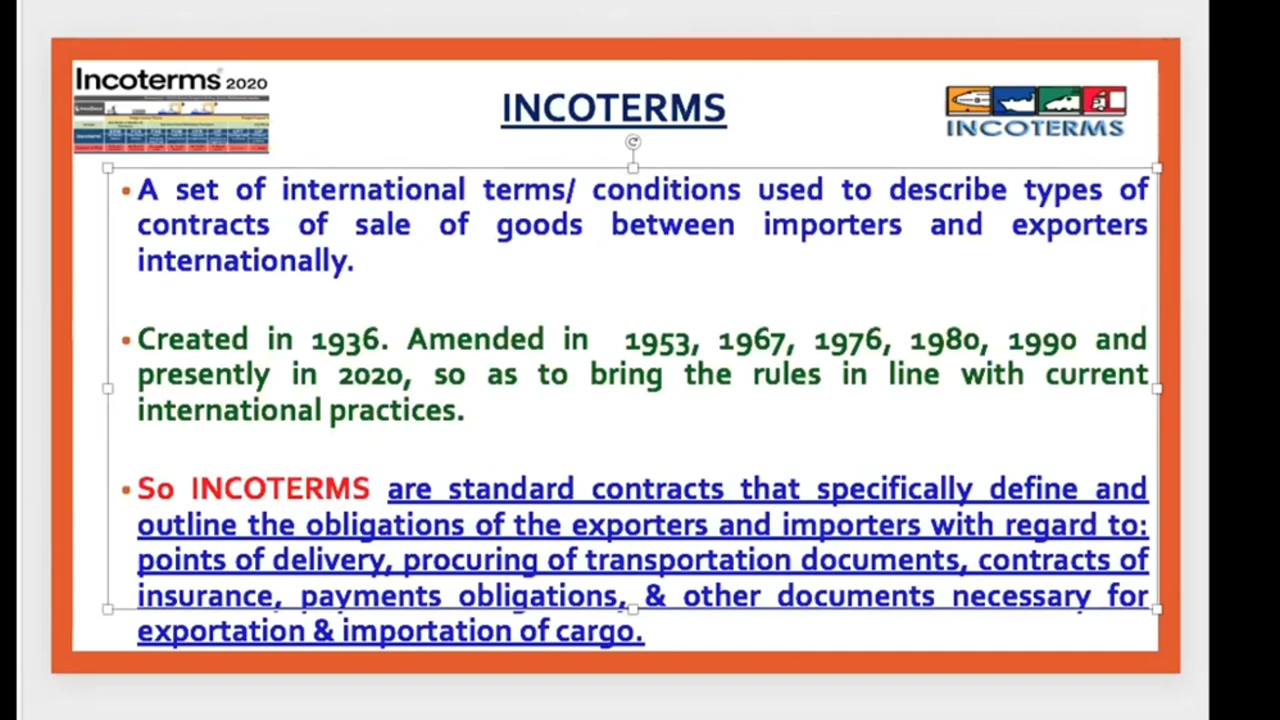 Incoterms 2020
INCOTERMS
INCOTERMS
• A set of international terms/ conditions used to describe types of
contracts of sale of goods between importers and exporters
internationally.
• Created in 1936. Amended in 1953, 1967, 1976, 1980, 1990 and
presently in 2020, so as to bring the rules in line with current
international practices.
• So INCOTERMS are standard contracts that specifically define and
outline the obligations of the exporters and importers with regard to:
points of delivery, procuring of transportation documents, contracts of
insurance, payments obligations, & other documents necessary for
exportation & importation of cargo.